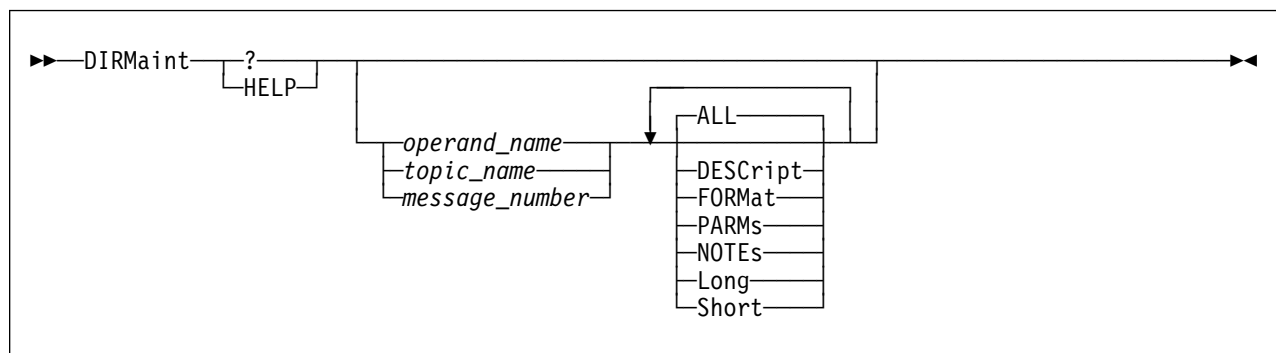 DIRMaint ?
HELP
ALL
operand_name
topic_name
message_number
DESCript
FORMat
PARMs
NOTEs
Long
Short